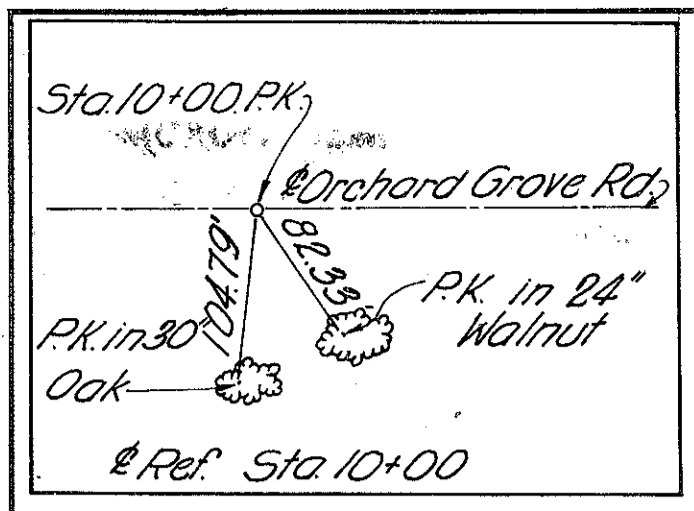 Sta. 10+00 P.K.
℄ Orchard Grove Rd.
104.79'
82.33'
P.K. in 24"
Walnut
P.K. in 30"
Oak
℄ Ref. Sta. 10+00